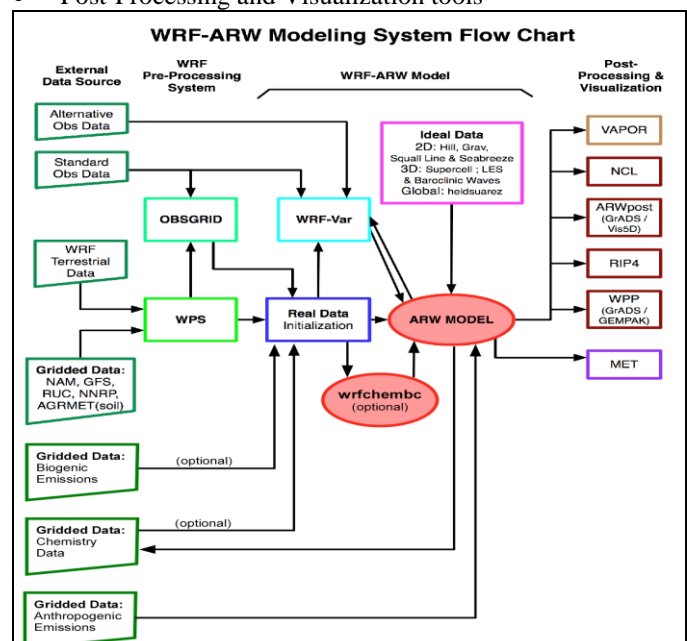 • Post-Processing and Visualization tools
WRF-ARW Modeling System Flow Chart
External
Data Source
WRF
Pre-Processing
System
WRF-ARW Model
Post-
Processing &
Visualization
Alternative
Obs Data
Standard
Obs Data
WRF
Terrestrial
Data
Gridded Data:
NAM, GFS,
RUC, NNRP,
AGRMET(soil)
Gridded Data:
Biogenic
Emissions
Gridded Data:
Chemistry
Data
Gridded Data:
Anthropogenic
Emissions
OBSGRID
WPS
(optional)
(optional)
WRF-Var
Real Data
Initialization
wrfchembc
(optional)
Ideal Data
2D: Hill, Grav,
Squall Line & Seabreeze
3D: Supercell ; LES
& Baroclinic Waves
Global: heldsuarez
ARW MODEL
VAPOR
NCL
ARWpost
(GrADS /
Vis5D)
RIP4
WPP
(GrADS /
GEMPAK)
MET